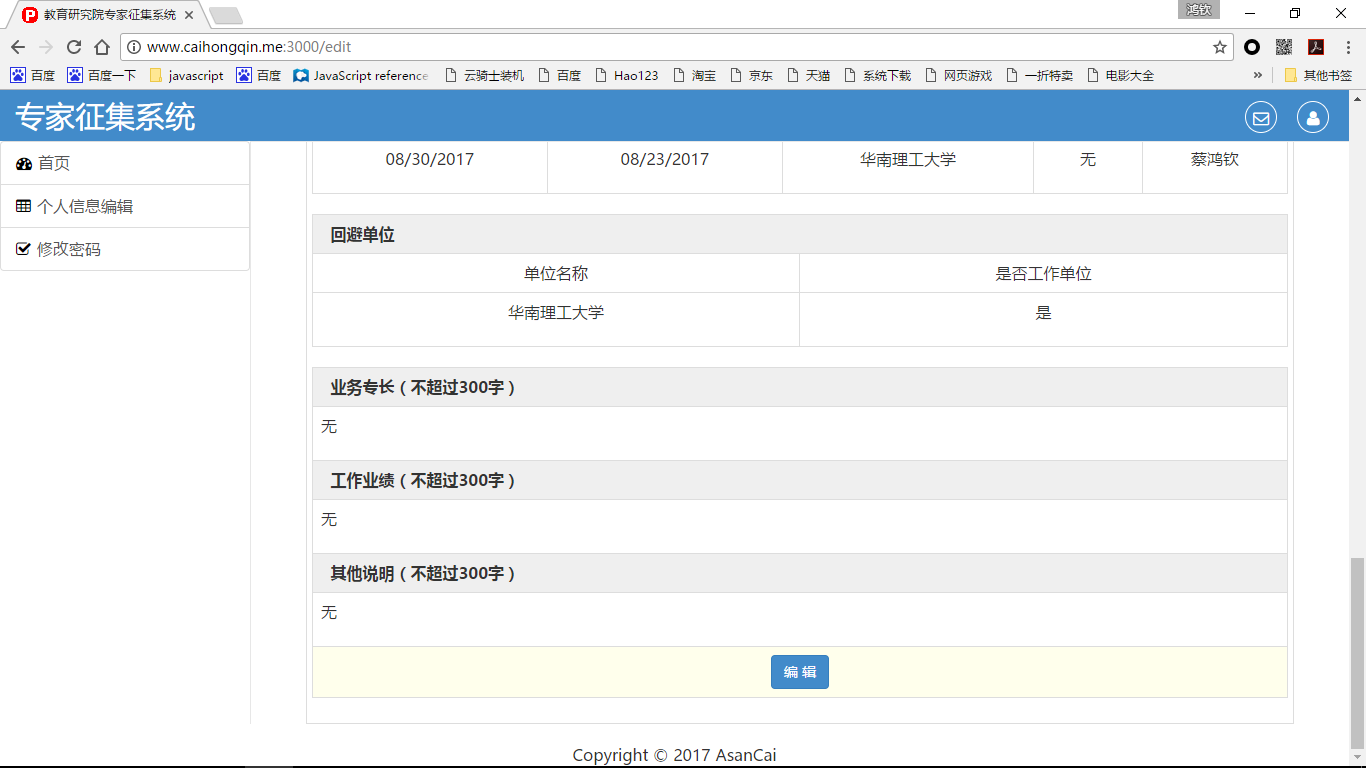 教育研究院专家征集系统
鸿钦
www.caihongqin.me:3000/edit
百度 百度一下 javascript 百度 JavaScript reference 云骑士装机 百度 Hao123 淘宝 京东 天猫 系统下载 网页游戏 一折特卖 电影大全 » 其他书签
专家征集系统
首页
个人信息编辑
修改密码
08/30/2017 08/23/2017 华南理工大学 无 蔡鸿钦
回避单位
单位名称 是否工作单位
华南理工大学 是
业务专长（不超过300字）
无
工作业绩（不超过300字）
无
其他说明（不超过300字）
无
编 辑
Copyright © 2017 AsanCai